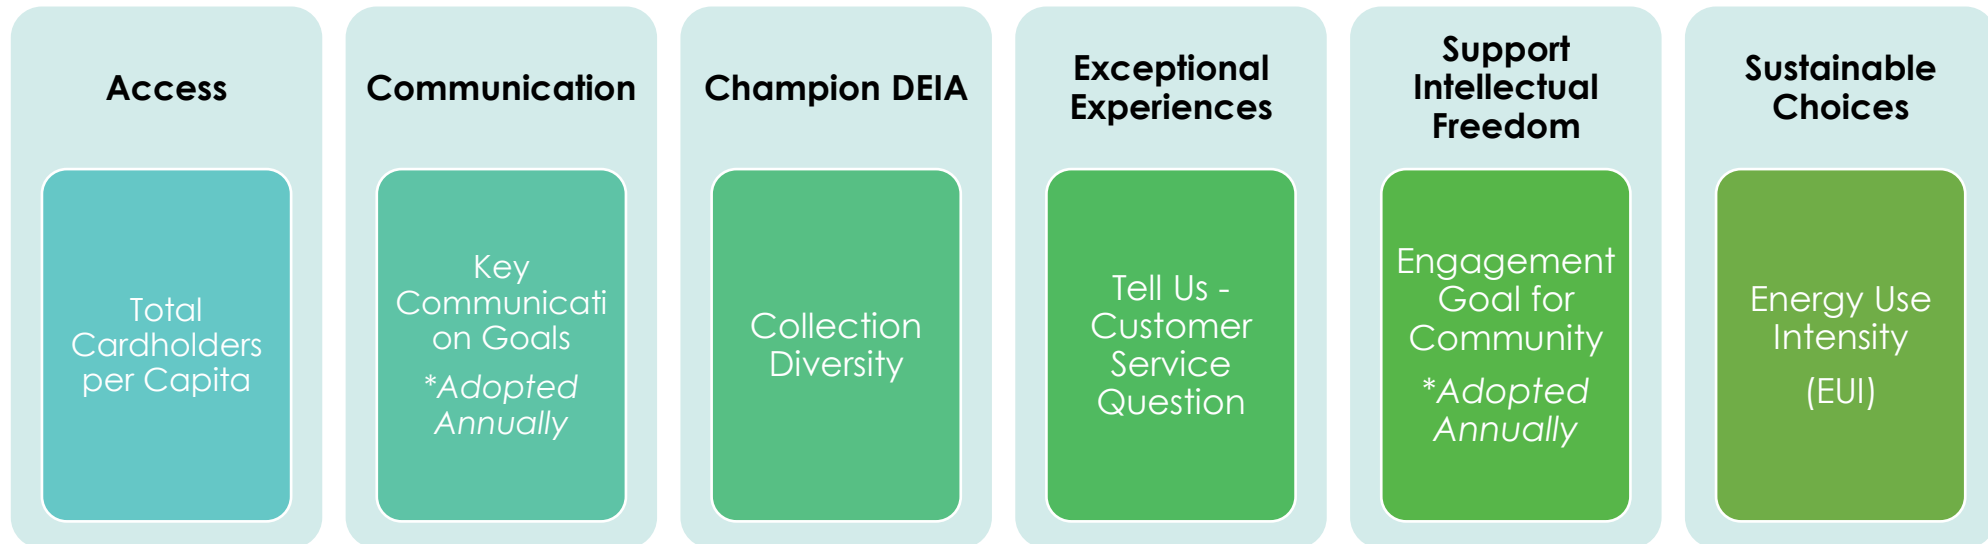 Access
Total
Cardholders
per Capita
Communication
Key
Communicati
on Goals
*Adopted
Annually
Champion DEIA
Collection
Diversity
Exceptional
Experiences
Tell Us -
Customer
Service
Question
Support
Intellectual
Freedom
Engagement
Goal for
Community
*Adopted
Annually
Sustainable
Choices
Energy Use
Intensity
(EUI)